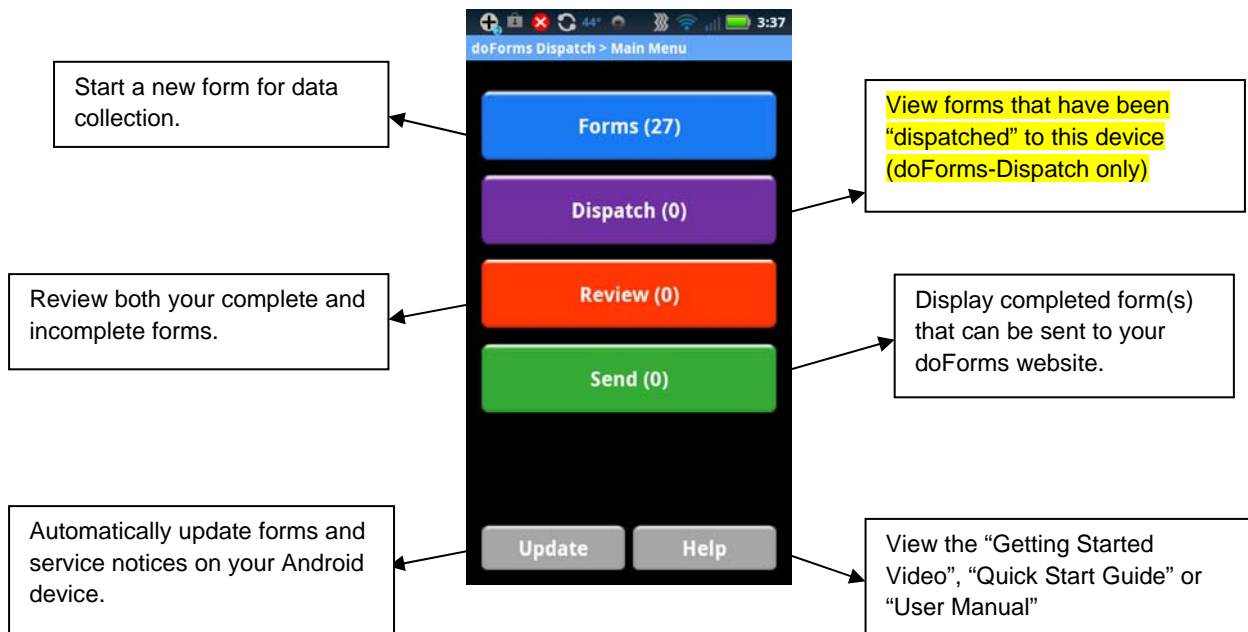 44° 3:37
doForms Dispatch > Main Menu
Start a new form for data
collection.
Forms (27)
View forms that have been
“dispatched” to this device
(doForms-Dispatch only)
Dispatch (0)
Review both your complete and
incomplete forms.
Review (0)
Display completed form(s)
that can be sent to your
doForms website.
Send (0)
Automatically update forms and
service notices on your Android
device.
Update
Help
View the “Getting Started
Video”, “Quick Start Guide” or
“User Manual”